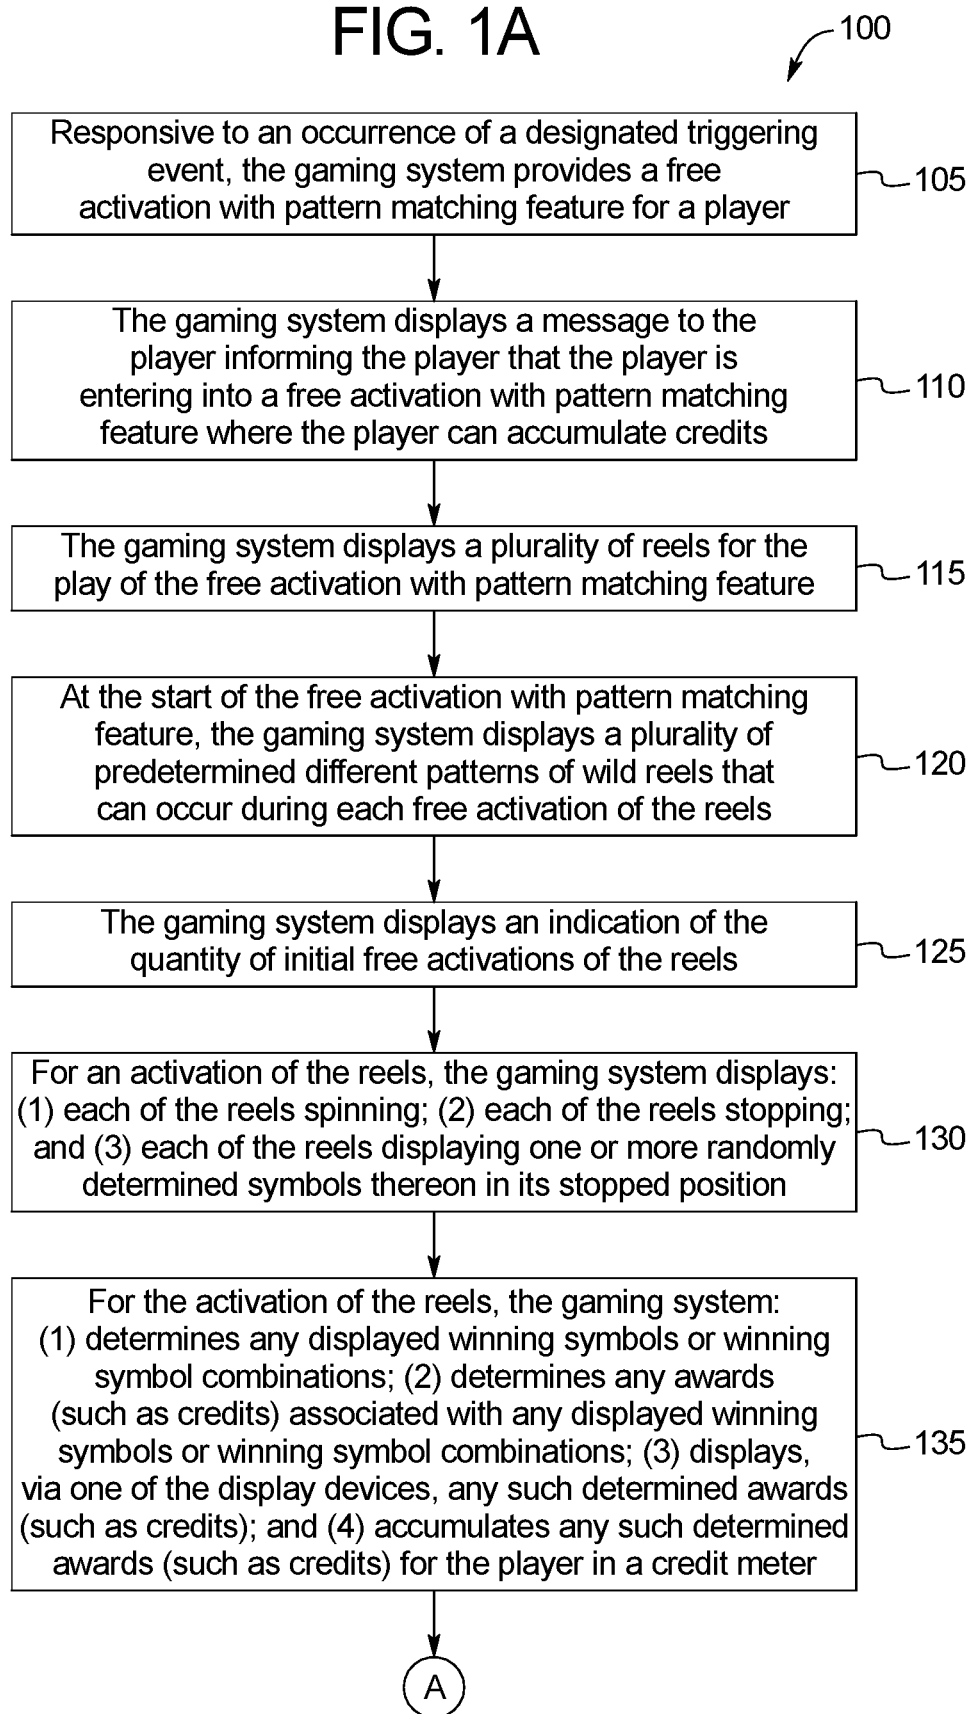 FIG. 1A
100
Responsive to an occurrence of a designated triggering
event, the gaming system provides a free
activation with pattern matching feature for a player
105
The gaming system displays a message to the
player informing the player that the player is
entering into a free activation with pattern matching
feature where the player can accumulate credits
110
The gaming system displays a plurality of reels for the
play of the free activation with pattern matching feature
115
At the start of the free activation with pattern matching
feature, the gaming system displays a plurality of
predetermined different patterns of wild reels that
can occur during each free activation of the reels
120
The gaming system displays an indication of the
quantity of initial free activations of the reels
125
For an activation of the reels, the gaming system displays:
(1) each of the reels spinning; (2) each of the reels stopping;
and (3) each of the reels displaying one or more randomly
determined symbols thereon in its stopped position
130
For the activation of the reels, the gaming system:
(1) determines any displayed winning symbols or winning
symbol combinations; (2) determines any awards
(such as credits) associated with any displayed winning
symbols or winning symbol combinations; (3) displays,
via one of the display devices, any such determined awards
(such as credits); and (4) accumulates any such determined
awards (such as credits) for the player in a credit meter
135
A